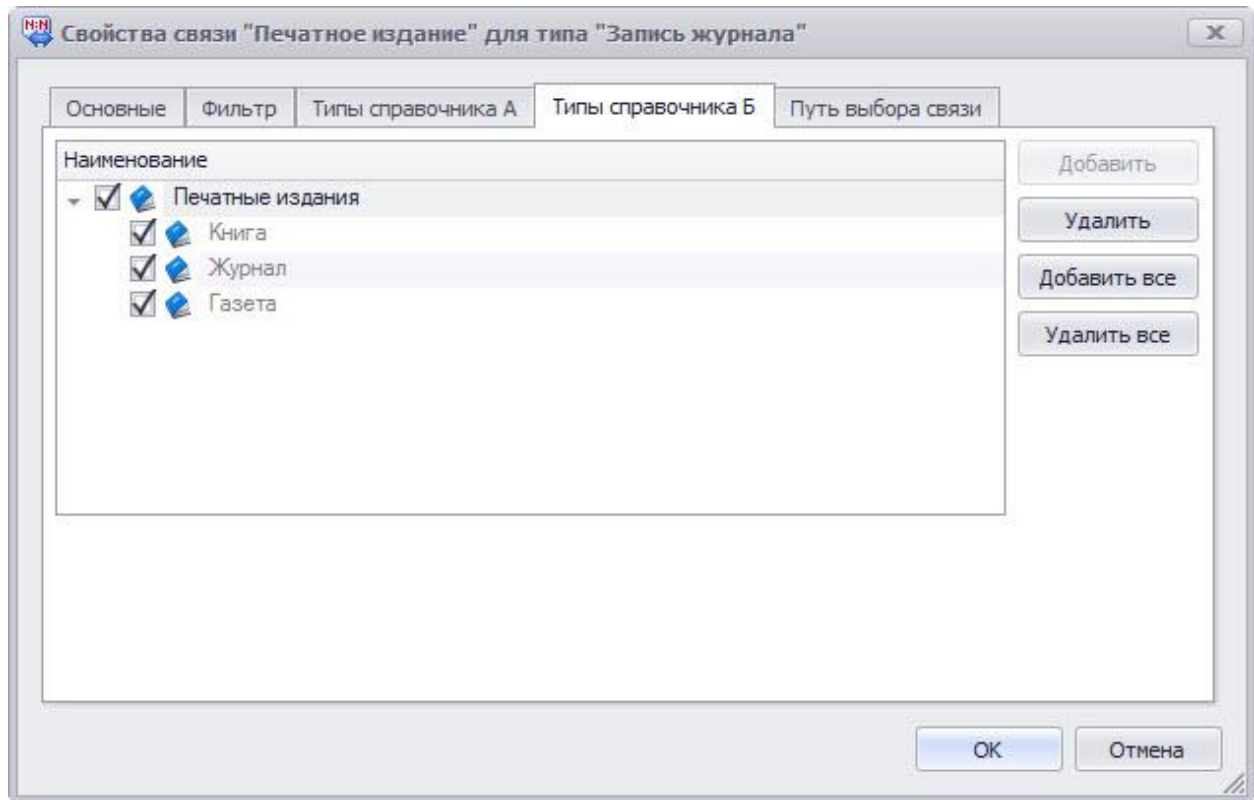 N:N
Свойства связи "Печатное издание" для типа "Запись журнала"
Основные Фильтр Типы справочника А Типы справочника Б Путь выбора связи
Наименование Добавить
Печатные издания
Удалить
Книга
Журнал
Добавить все
Газета
Удалить все
OK Отмена